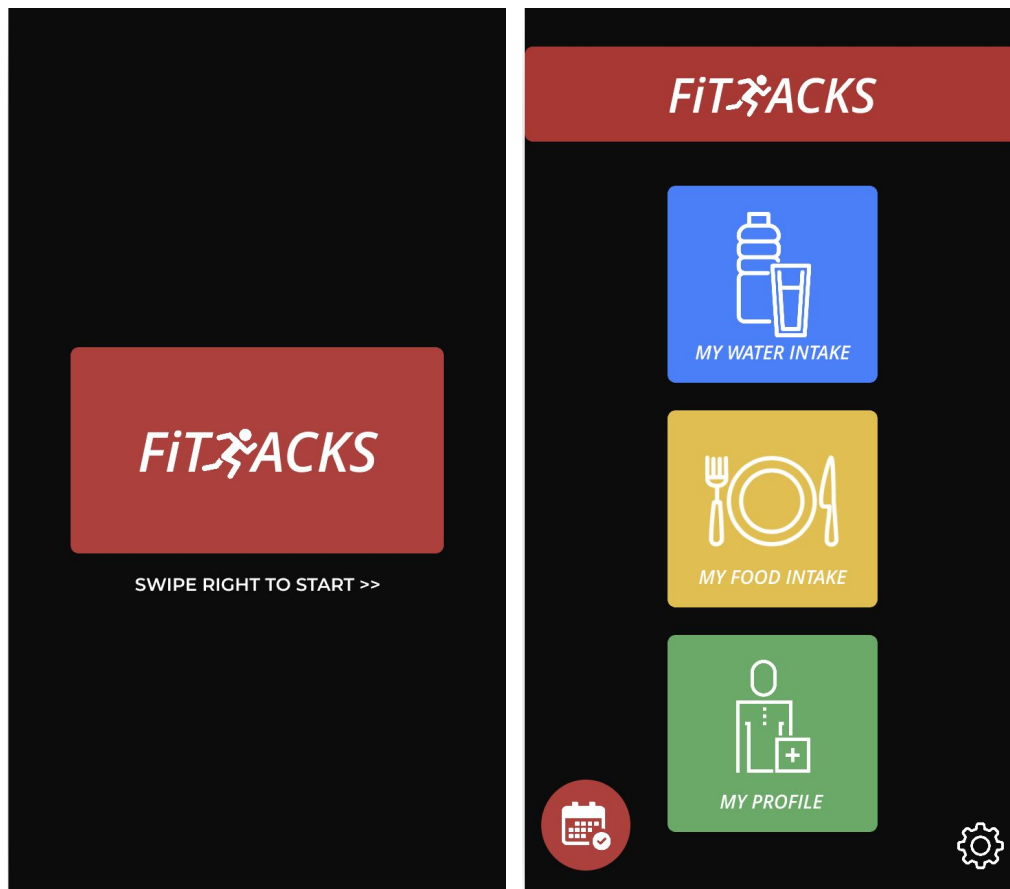 FiTRACKS
SWIPE RIGHT TO START >>
FiTRACKS
MY WATER INTAKE
MY FOOD INTAKE
MY PROFILE